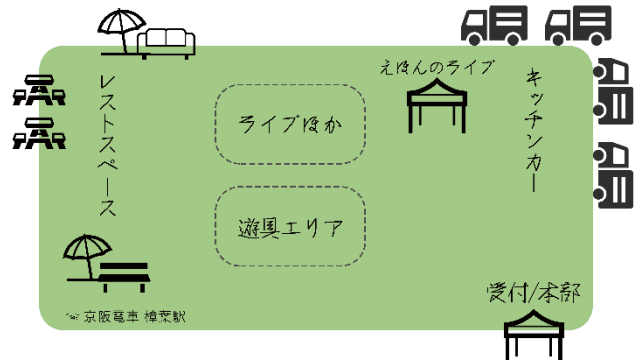 レストスペース
ライブほか
えほんのライブ
キッチンカー
遊具エリア
受付/本部
京阪電車 樟葉駅